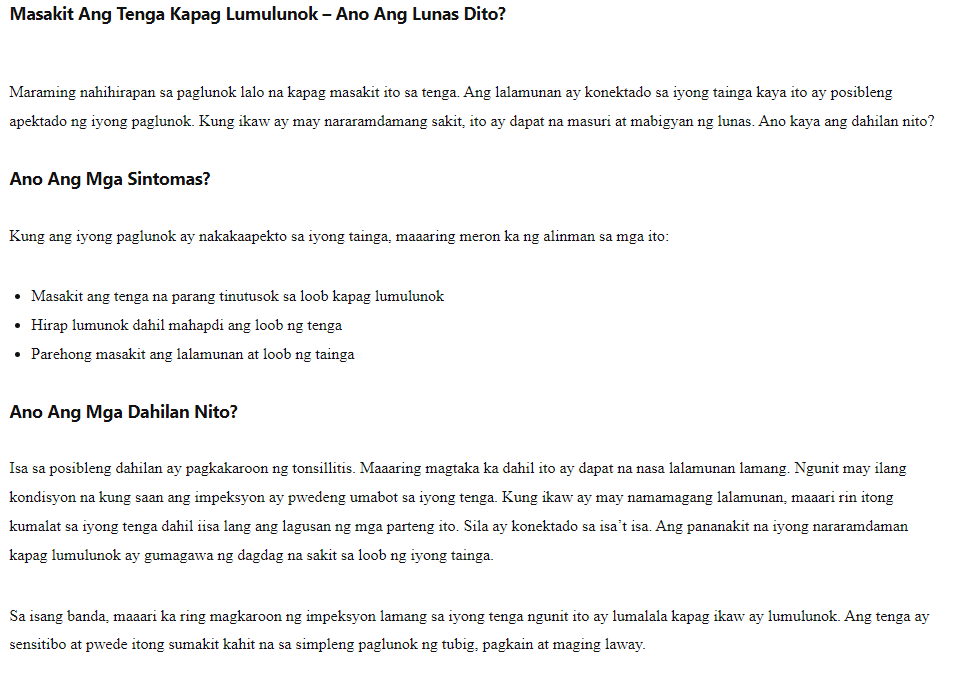 Masakit Ang Tenga Kapag Lumulunok – Ano Ang Lunas Dito?
Maraming nahihirapan sa paglunok lalo na kapag masakit ito sa tenga. Ang lalamunan ay konektado sa iyong tainga kaya ito ay posibleng
apektado ng iyong paglunok. Kung ikaw ay may nararamdamang sakit, ito ay dapat na masuri at mabigyan ng lunas. Ano kaya ang dahilan nito?
Ano Ang Mga Sintomas?
Kung ang iyong paglunok ay nakakaapekto sa iyong tainga, maaaring meron ka ng alinman sa mga ito:
• Masakit ang tenga na parang tinutusok sa loob kapag lumulunok
• Hirap lumunok dahil mahapdi ang loob ng tenga
• Parehong masakit ang lalamunan at loob ng tainga
Ano Ang Mga Dahilan Nito?
Isa sa posibleng dahilan ay pagkakaroon ng tonsillitis. Maaaring magtaka ka dahil ito ay dapat na nasa lalamunan lamang. Ngunit may ilang
kondisyon na kung saan ang impeksyon ay pwedeng umabot sa iyong tenga. Kung ikaw ay may namamagang lalamunan, maaari rin itong
kumalat sa iyong tenga dahil iisa lang ang lagusan ng mga parteng ito. Sila ay konektado sa isa’t isa. Ang pananakit na iyong nararamdaman
kapag lumulunok ay gumagawa ng dagdag na sakit sa loob ng iyong tainga.
Sa isang banda, maaari ka ring magkaroon ng impeksyon lamang sa iyong tenga ngunit ito ay lumalala kapag ikaw ay lumulunok. Ang tenga ay
sensitibo at pwede itong sumakit kahit na sa simpleng paglunok ng tubig, pagkain at maging laway.